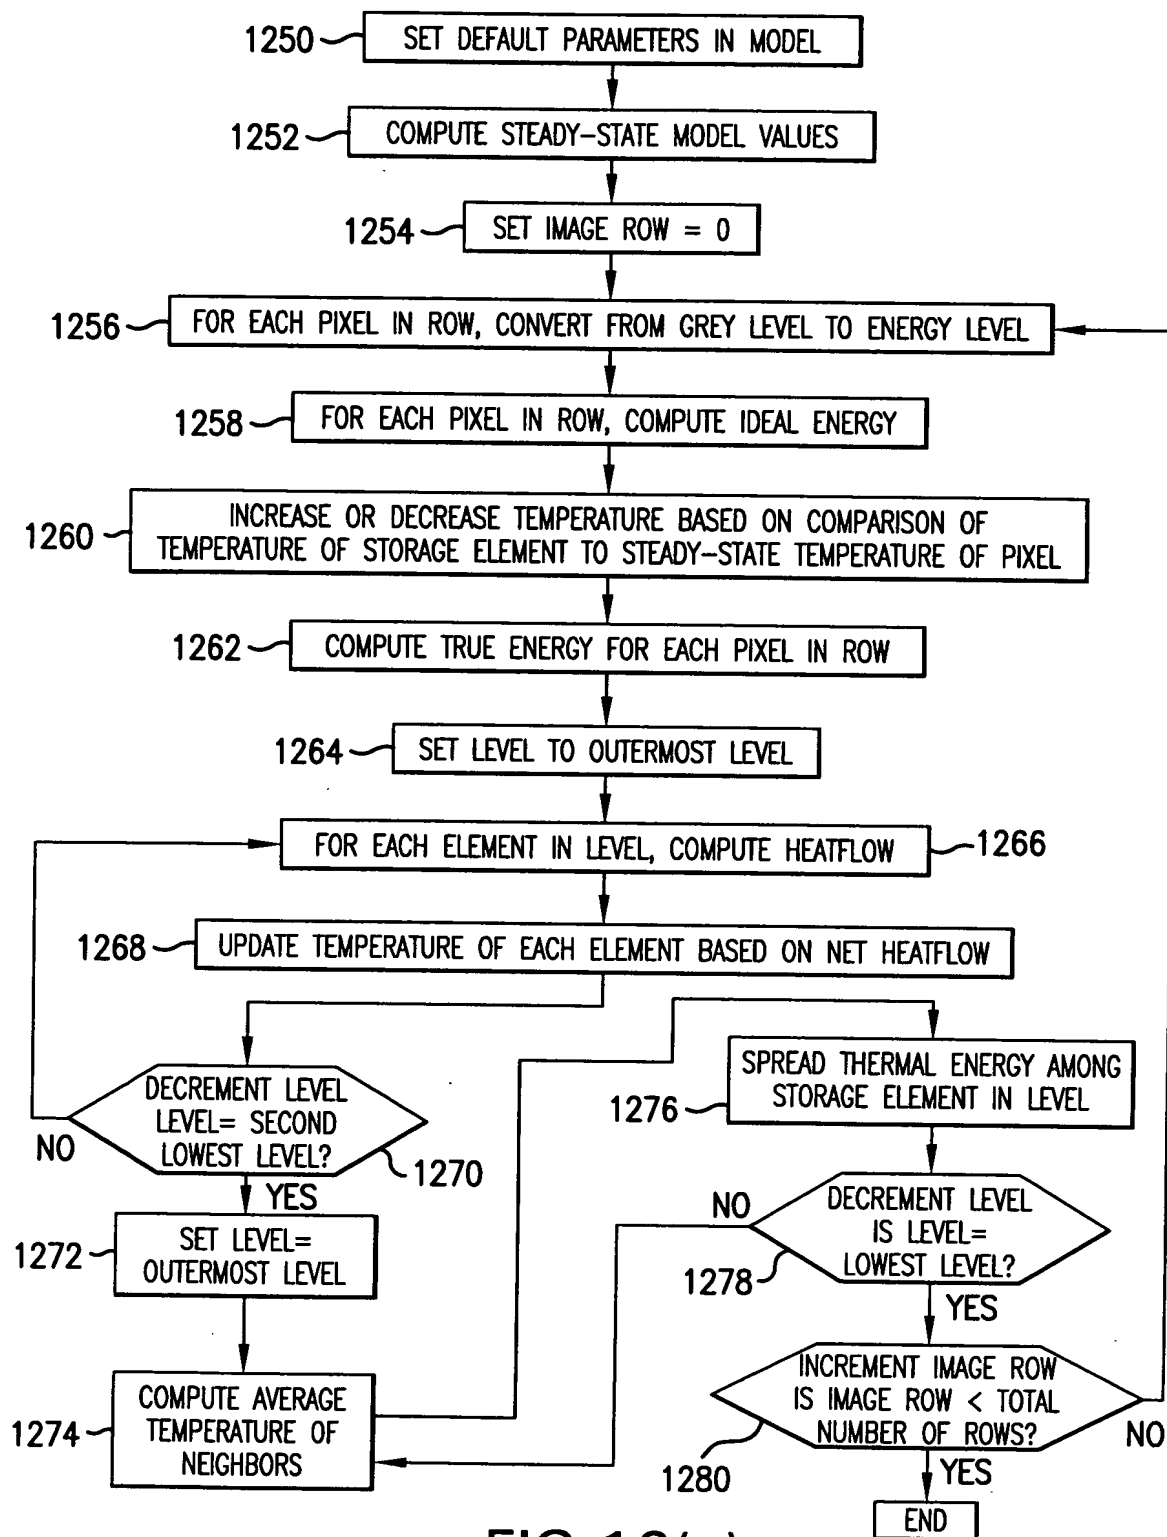 1250 SET DEFAULT PARAMETERS IN MODEL
1252 COMPUTE STEADY-STATE MODEL VALUES
1254 SET IMAGE ROW = 0
1256 FOR EACH PIXEL IN ROW, CONVERT FROM GREY LEVEL TO ENERGY LEVEL
1258 FOR EACH PIXEL IN ROW, COMPUTE IDEAL ENERGY
1260 INCREASE OR DECREASE TEMPERATURE BASED ON COMPARISON OF
TEMPERATURE OF STORAGE ELEMENT TO STEADY-STATE TEMPERATURE OF PIXEL
1262 COMPUTE TRUE ENERGY FOR EACH PIXEL IN ROW
1264 SET LEVEL TO OUTERMOST LEVEL
FOR EACH ELEMENT IN LEVEL, COMPUTE HEATFLOW 1266
1268 UPDATE TEMPERATURE OF EACH ELEMENT BASED ON NET HEATFLOW
DECREMENT LEVEL
LEVEL= SECOND
LOWEST LEVEL?
NO
1270
YES
1272 SET LEVEL=
OUTERMOST LEVEL
1274 COMPUTE AVERAGE
TEMPERATURE OF
NEIGHBORS
SPREAD THERMAL ENERGY AMONG
STORAGE ELEMENT IN LEVEL
1276
NO
DECREMENT LEVEL
IS LEVEL=
LOWEST LEVEL?
1278
YES
INCREMENT IMAGE ROW
IS IMAGE ROW < TOTAL
NUMBER OF ROWS?
NO
1280
YES
END